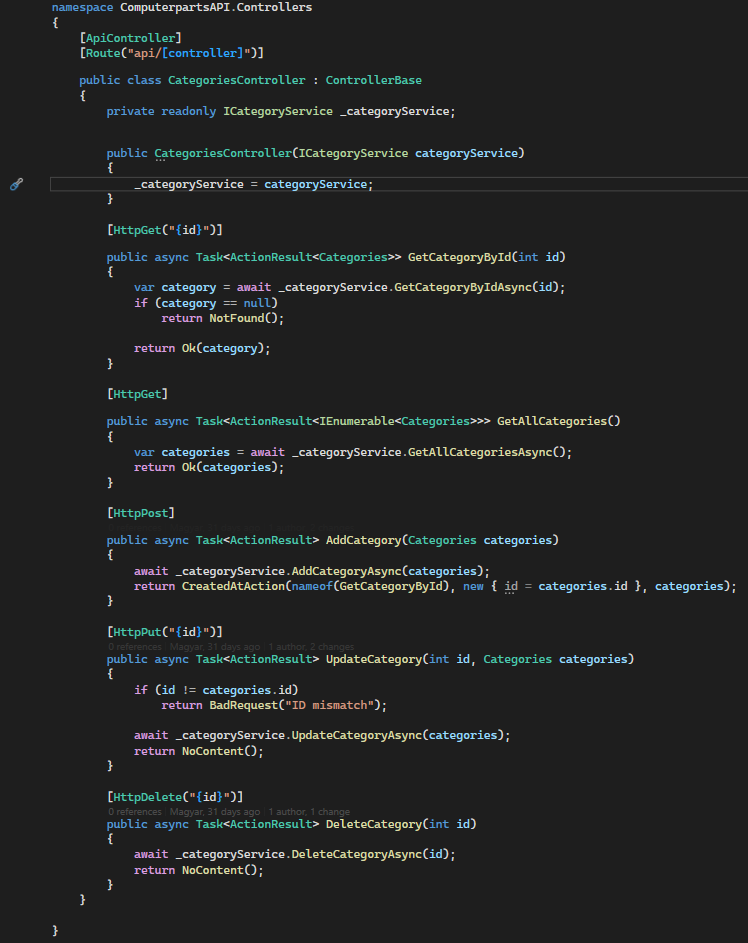 namespace ComputerpartsAPI.Controllers
{
[ApiController]
[Route("api/[controller]")]
public class CategoriesController : ControllerBase
{
private readonly ICategoryService _categoryService;
public CategoriesController(ICategoryService categoryService)
{
_categoryService = categoryService;
}
[HttpGet("{id}")]
public async Task<ActionResult<Categories>> GetCategoryById(int id)
{
var category = await _categoryService.GetCategoryByIdAsync(id);
if (category == null)
return NotFound();
return Ok(category);
}
[HttpGet]
public async Task<ActionResult<IEnumerable<Categories>>> GetAllCategories()
{
var categories = await _categoryService.GetAllCategoriesAsync();
return Ok(categories);
}
[HttpPost]
public async Task<ActionResult> AddCategory(Categories categories)
{
await _categoryService.AddCategoryAsync(categories);
return CreatedAtAction(nameof(GetCategoryById), new { id = categories.id }, categories);
}
[HttpPut("{id}")]
0 references | Magyar, 31 days ago | 1 author, 2 changes
public async Task<ActionResult> UpdateCategory(int id, Categories categories)
{
if (id != categories.id)
return BadRequest("ID mismatch");
await _categoryService.UpdateCategoryAsync(categories);
return NoContent();
}
[HttpDelete("{id}")]
0 references | Magyar, 31 days ago | 1 author, 1 change
public async Task<ActionResult> DeleteCategory(int id)
{
await _categoryService.DeleteCategoryAsync(id);
return NoContent();
}
}
}